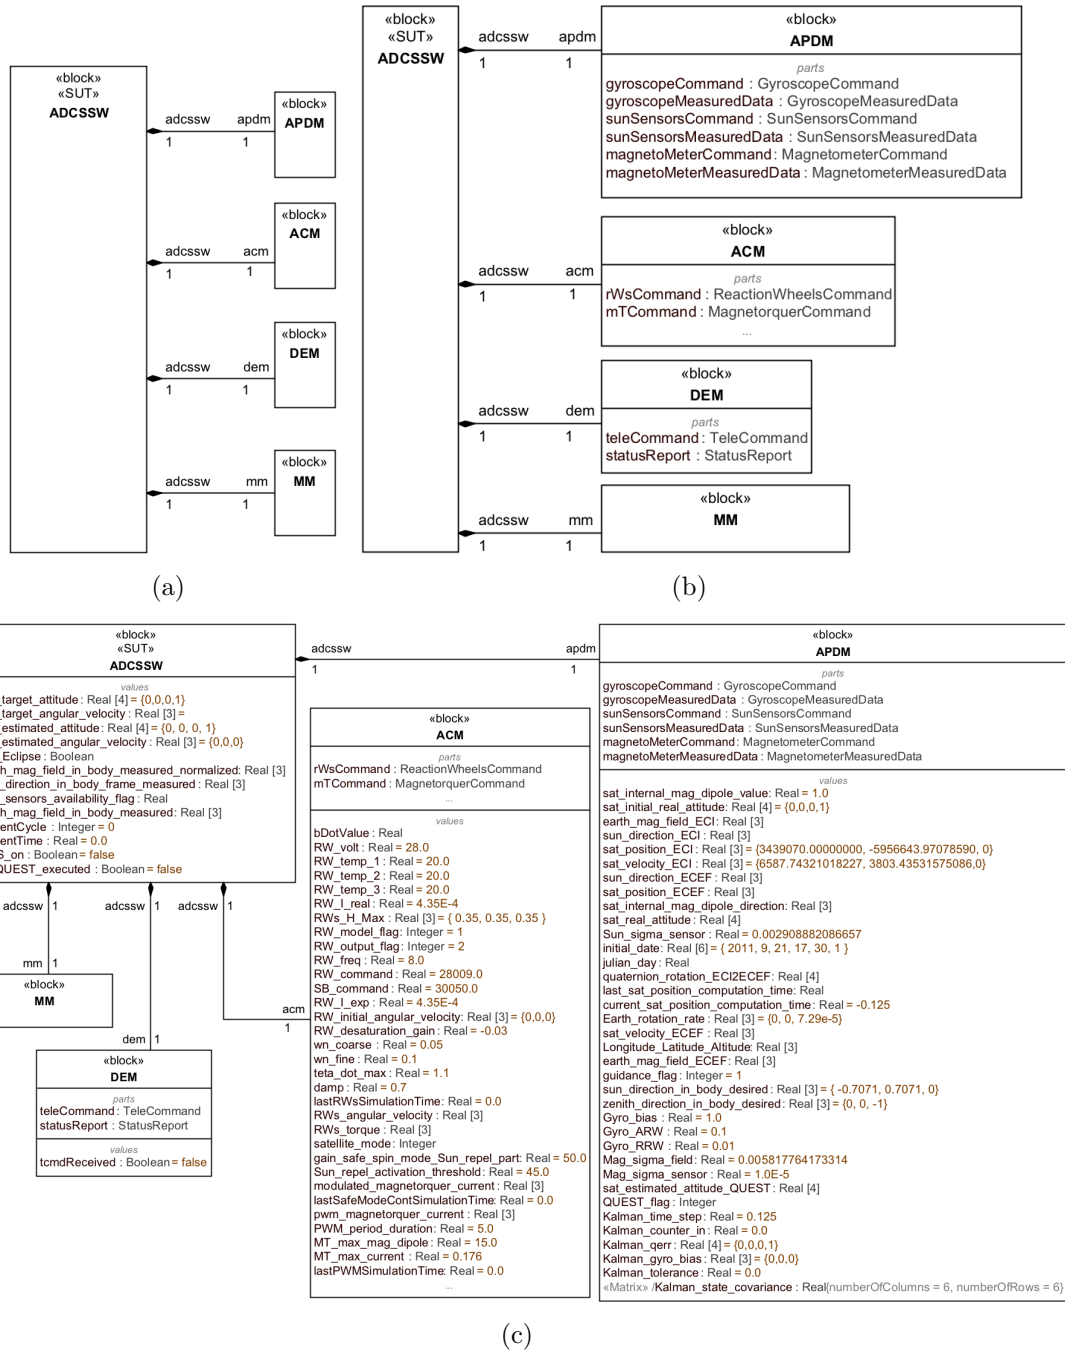 «block»
«SUT»
ADCSSW
adcssw apdm
1 1
«block»
APDM
adcssw acm
1 1
«block»
ACM
adcssw dem
1 1
«block»
DEM
adcssw mm
1 1
«block»
MM
(a)
«block»
«SUT»
ADCSSW
adcssw apdm
1 1
«block»
APDM
parts
gyroscopeCommand : GyroscopeCommand
gyroscopeMeasuredData : GyroscopeMeasuredData
sunSensorsCommand : SunSensorsCommand
sunSensorsMeasuredData : SunSensorsMeasuredData
magnetoMeterCommand : MagnetometerCommand
magnetoMeterMeasuredData : MagnetometerMeasuredData
adcssw acm
1 1
«block»
ACM
parts
rWsCommand : ReactionWheelsCommand
mTCommand : MagnetorquerCommand
...
adcssw dem
1 1
«block»
DEM
parts
teleCommand : TeleCommand
statusReport : StatusReport
adcssw mm
1 1
«block»
MM
(b)
«block»
«SUT»
ADCSSW
values
_target_attitude : Real [4] = {0,0,0,1}
_target_angular_velocity : Real [3] =
_estimated_attitude : Real [4] = {0, 0, 0, 1}
_estimated_angular_velocity : Real [3] = {0,0,0}
_Eclipse : Boolean
h_mag_field_in_body_measured_normalized: Real [3]
_direction_in_body_frame_measured : Real [3]
_sensors_availability_flag : Real
h_mag_field_in_body_measured : Real [3]
entCycle : Integer = 0
entTime : Real = 0.0
S_on : Boolean = false
QUEST_executed : Boolean = false
adcssw 1
adcssw 1
adcssw 1
mm 1
«block»
MM
dem 1
«block»
DEM
parts
teleCommand : TeleCommand
statusReport : StatusReport
values
tcmdReceived : Boolean = false
acm
1
adcssw apdm
1 1
«block»
ACM
parts
rWsCommand : ReactionWheelsCommand
mTCommand : MagnetorquerCommand
...
values
bDotValue : Real
RW_volt : Real = 28.0
RW_temp_1 : Real = 20.0
RW_temp_2 : Real = 20.0
RW_temp_3 : Real = 20.0
RW_I_real : Real = 4.35E-4
RWs_H_Max : Real [3] = { 0.35, 0.35, 0.35 }
RW_model_flag: Integer = 1
RW_output_flag : Integer = 2
RW_freq : Real = 8.0
RW_command : Real = 28009.0
SB_command : Real = 30050.0
RW_I_exp : Real = 4.35E-4
RW_initial_angular_velocity: Real [3] = {0,0,0}
RW_desaturation_gain : Real = -0.03
wn_coarse : Real = 0.05
wn_fine : Real = 0.1
teta_dot_max : Real = 1.1
damp : Real = 0.7
lastRWsSimulationTime: Real = 0.0
RWs_angular_velocity : Real [3]
RWs_torque : Real [3]
satellite_mode: Integer
gain_safe_spin_mode_Sun_repel_part: Real = 50.0
Sun_repel_activation_threshold : Real = 45.0
modulated_magnetorquer_current : Real [3]
lastSafeModeContSimulationTime: Real = 0.0
pwm_magnetorquer_current : Real [3]
PWM_period_duration : Real = 5.0
MT_max_mag_dipole : Real = 15.0
MT_max_current : Real = 0.176
lastPWMSimulationTime: Real = 0.0
...
«block»
APDM
parts
gyroscopeCommand : GyroscopeCommand
gyroscopeMeasuredData : GyroscopeMeasuredData
sunSensorsCommand : SunSensorsCommand
sunSensorsMeasuredData : SunSensorsMeasuredData
magnetoMeterCommand: MagnetometerCommand
magnetoMeterMeasuredData : MagnetometerMeasuredData
values
sat_internal_mag_dipole_value: Real = 1.0
sat_initial_real_attitude: Real [4] = {0,0,0,1}
earth_mag_field_ECI : Real [3]
sun_direction_ECI : Real [3]
sat_position_ECI : Real [3] = {3439070.00000000, -5956643.97078590, 0}
sat_velocity_ECI : Real [3] = {6587.74321018227, 3803.43531575086,0}
sun_direction_ECEF : Real [3]
sat_position_ECEF : Real [3]
sat_internal_mag_dipole_direction: Real [3]
sat_real_attitude : Real [4]
Sun_sigma_sensor : Real = 0.002908882086657
initial_date: Real [6] = { 2011, 9, 21, 17, 30, 1 }
julian_day : Real
quaternion_rotation_ECI2ECEF : Real [4]
last_sat_position_computation_time: Real
current_sat_position_computation_time : Real = -0.125
Earth_rotation_rate : Real [3] = {0, 0, 7.29e-5}
sat_velocity_ECEF : Real [3]
Longitude_Latitude_Altitude: Real [3]
earth_mag_field_ECEF : Real [3]
guidance_flag : Integer = 1
sun_direction_in_body_desired : Real [3] = { -0.7071, 0.7071, 0}
zenith_direction_in_body_desired : Real [3] = {0, 0, -1}
Gyro_bias : Real = 1.0
Gyro_ARW : Real = 0.1
Gyro_RRW : Real = 0.01
Mag_sigma_field : Real = 0.005817764173314
Mag_sigma_sensor : Real = 1.0E-5
sat_estimated_attitude_QUEST : Real [4]
QUEST_flag : Integer
Kalman_time_step : Real = 0.125
Kalman_counter_in : Real = 0.0
Kalman_qerr : Real [4] = {0,0,0,1}
Kalman_gyro_bias : Real [3] = {0,0,0}
Kalman_tolerance : Real = 0.0
«Matrix» /Kalman_state_covariance : Real{numberOfColumns = 6, numberOfRows = 6}
(c)